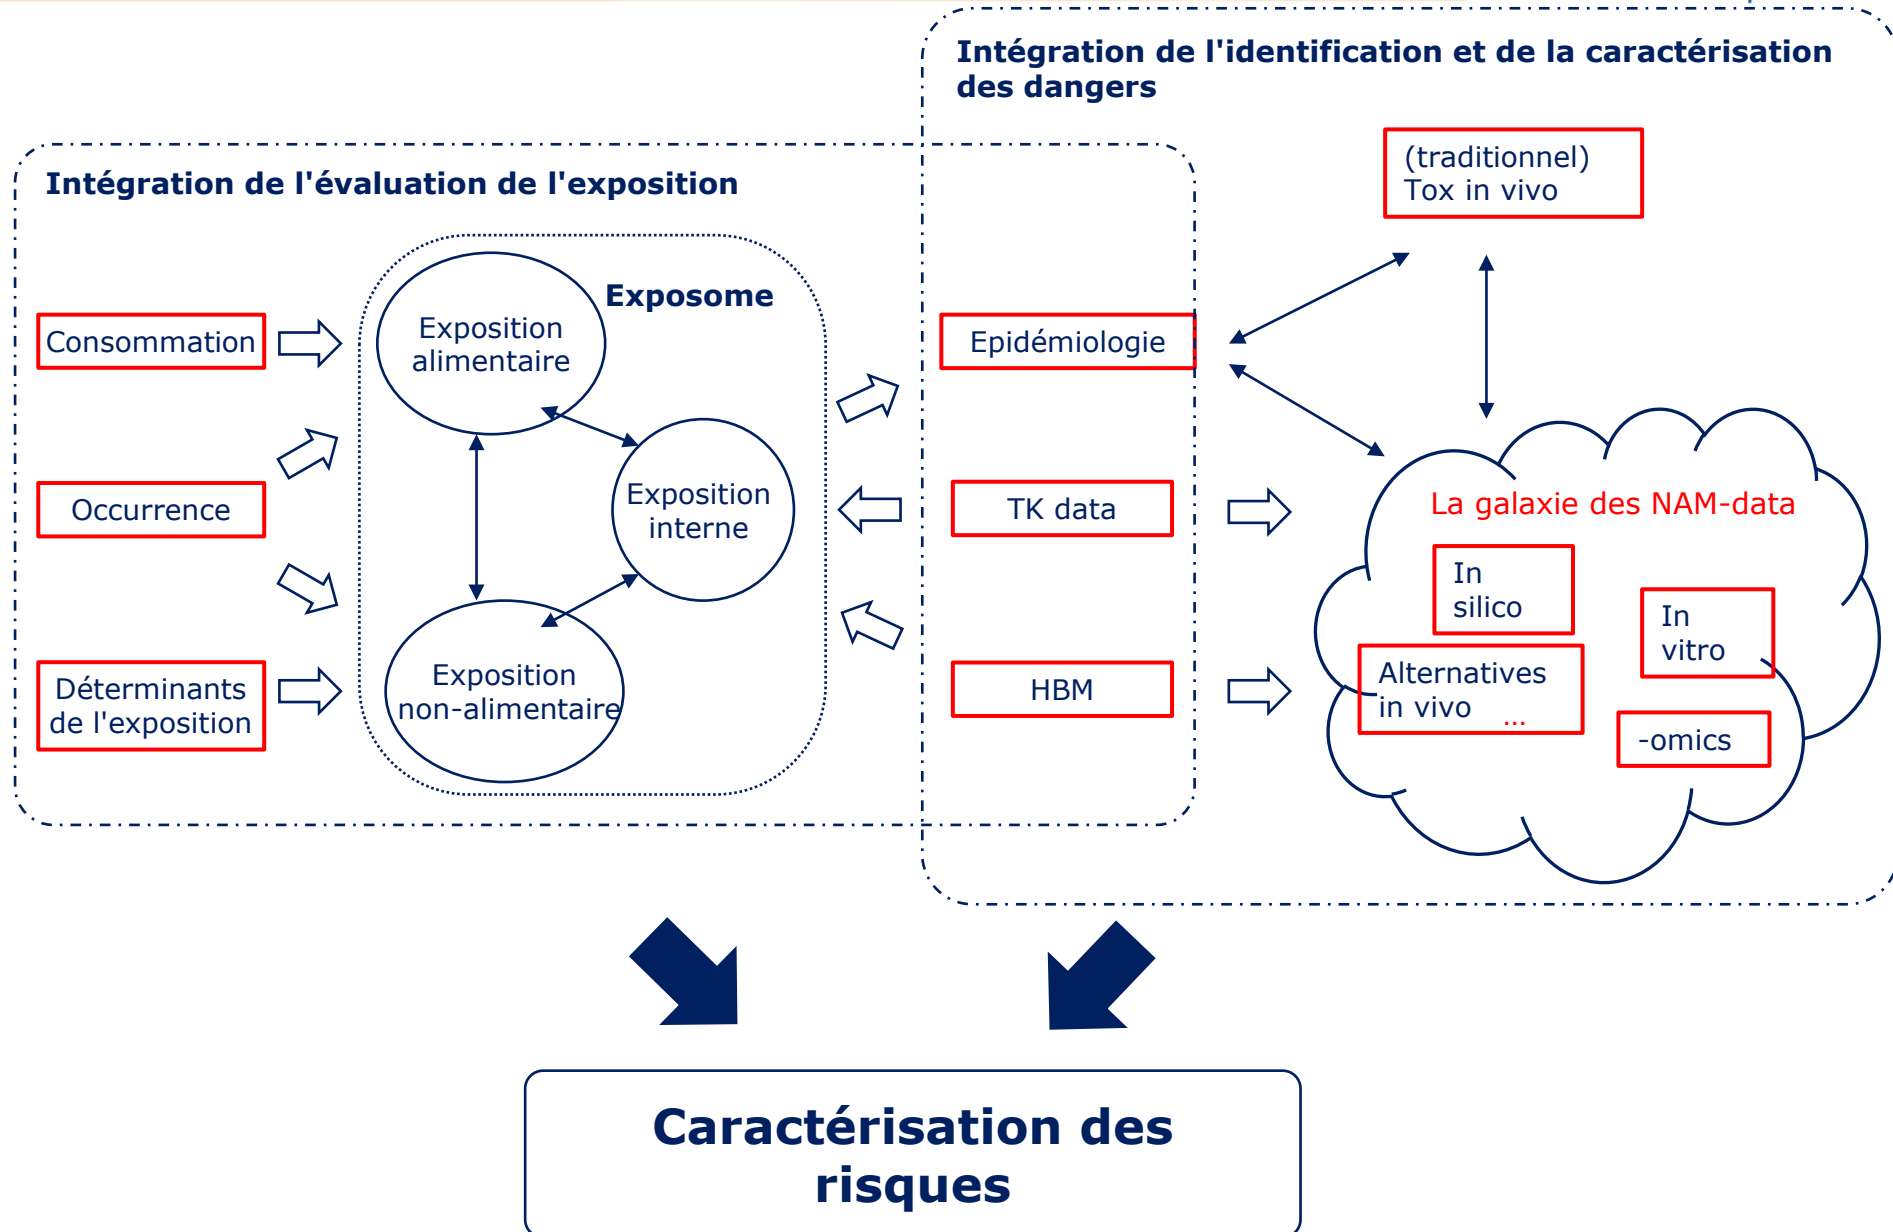 Intégration de l'identification et de la caractérisation
des dangers
(traditionnel)
Tox in vivo
Intégration de l'évaluation de l'exposition
Exposome
Consommation
Exposition
alimentaire
Epidémiologie
Occurrence
Exposition
interne
TK data
La galaxie des NAM-data
In
silico
In
vitro
Déterminants
de l'exposition
Exposition
non-alimentaire
HBM
Alternatives
in vivo ...
-omics
Caractérisation des
risques